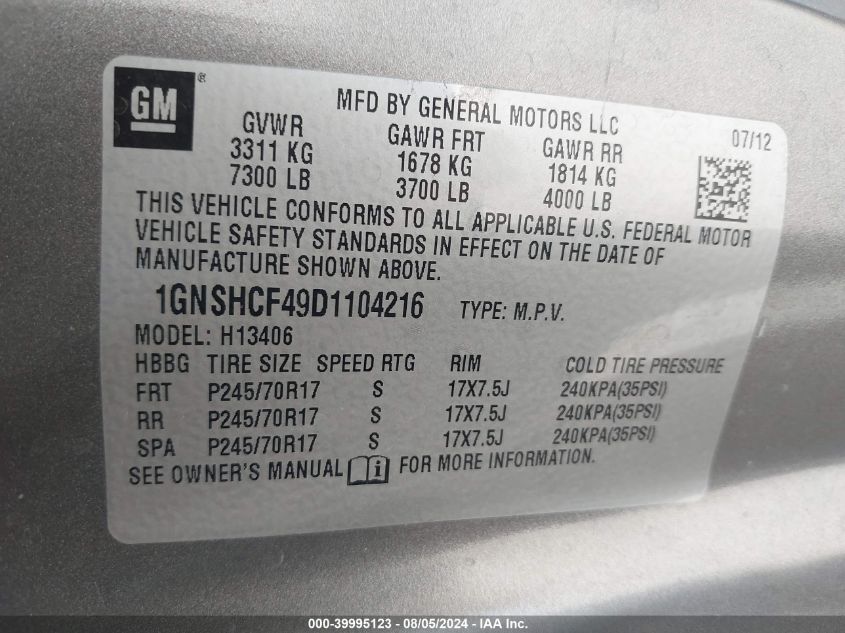 GM ®
MFD BY GENERAL MOTORS LLC
07/12
GVWR GAWR FRT GAWR RR
3311 KG 1678 KG 1814 KG
7300 LB 3700 LB 4000 LB
THIS VEHICLE CONFORMS TO ALL APPLICABLE U.S. FEDERAL MOTOR
VEHICLE SAFETY STANDARDS IN EFFECT ON THE DATE OF
MANUFACTURE SHOWN ABOVE.
1GNSHCF49D1104216 TYPE: M.P.V.
MODEL: H13406
HBBG TIRE SIZE SPEED RTG RIM COLD TIRE PRESSURE
FRT P245/70R17 S 17X7.5J 240KPA(35PSI)
RR P245/70R17 S 17X7.5J 240KPA(35PSI)
SPA P245/70R17 S 17X7.5J 240KPA(35PSI)
SEE OWNER'S MANUAL i FOR MORE INFORMATION.
000-39995123 - 08/05/2024 - IAA Inc.